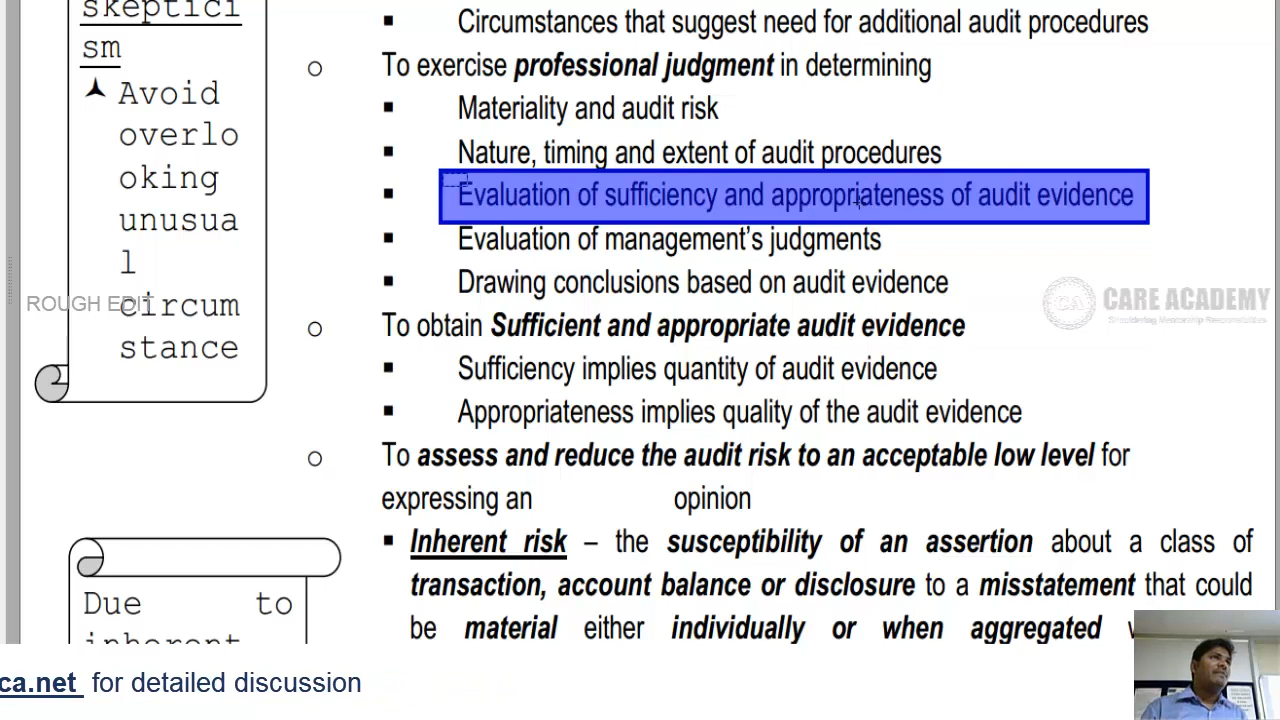 skeptici
sm
Avoid
overlo
oking
unusua
l
circum
stance
ROUGH EDIT
Circumstances that suggest need for additional audit procedures
To exercise professional judgment in determining
Materiality and audit risk
Nature, timing and extent of audit procedures
Evaluation of sufficiency and appropriateness of audit evidence
Evaluation of management’s judgments
Drawing conclusions based on audit evidence
To obtain Sufficient and appropriate audit evidence
Sufficiency implies quantity of audit evidence
Appropriateness implies quality of the audit evidence
To assess and reduce the audit risk to an acceptable low level for
expressing an opinion
Inherent risk – the susceptibility of an assertion about a class of
transaction, account balance or disclosure to a misstatement that could
be material either individually or when aggregated
CA
CARE ACADEMY
Due to
inherent
ca.net for detailed discussion